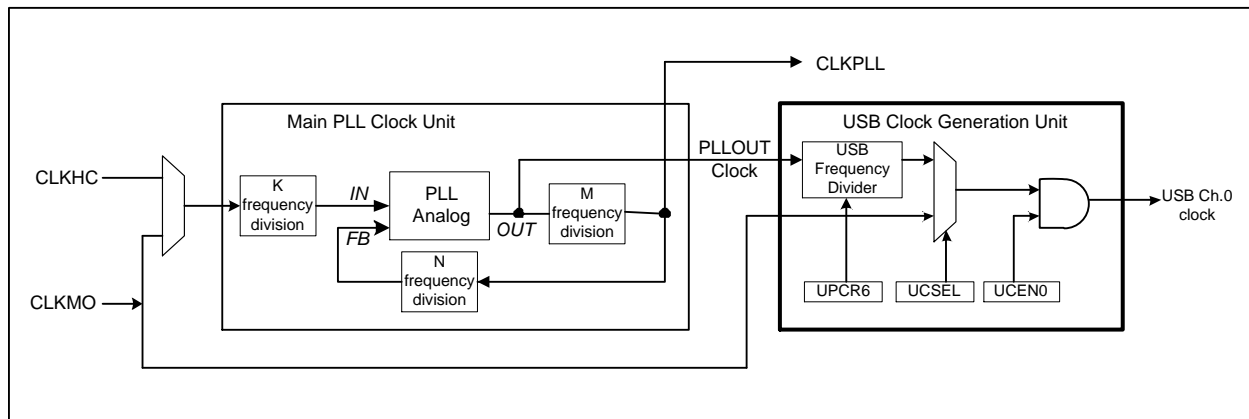 CLKPLL
Main PLL Clock Unit
USB Clock Generation Unit
CLKHC
K
frequency
division
IN
FB
PLL
Analog
OUT
M
frequency
division
N
frequency
division
PLLOUT
Clock
USB
Frequency
Divider
USB Ch.0
clock
UPCR6
UCSEL
UCEN0
CLKMO